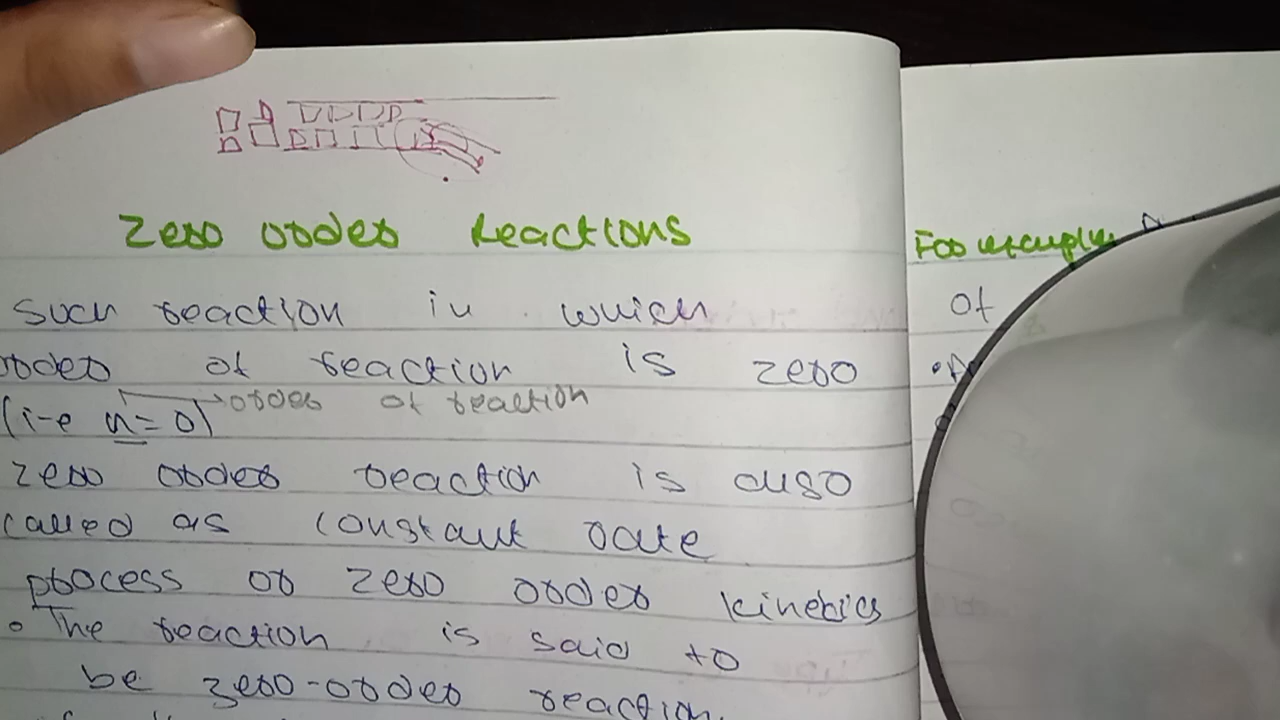 Zero order Reactions
Such reaction in which
order of reaction is zero
order of reaction
(i-e n=0)
Zero order reaction is also
called as constant rate
process or zero order kinetics
• The reaction is said to
be zero-order reaction
For example
of